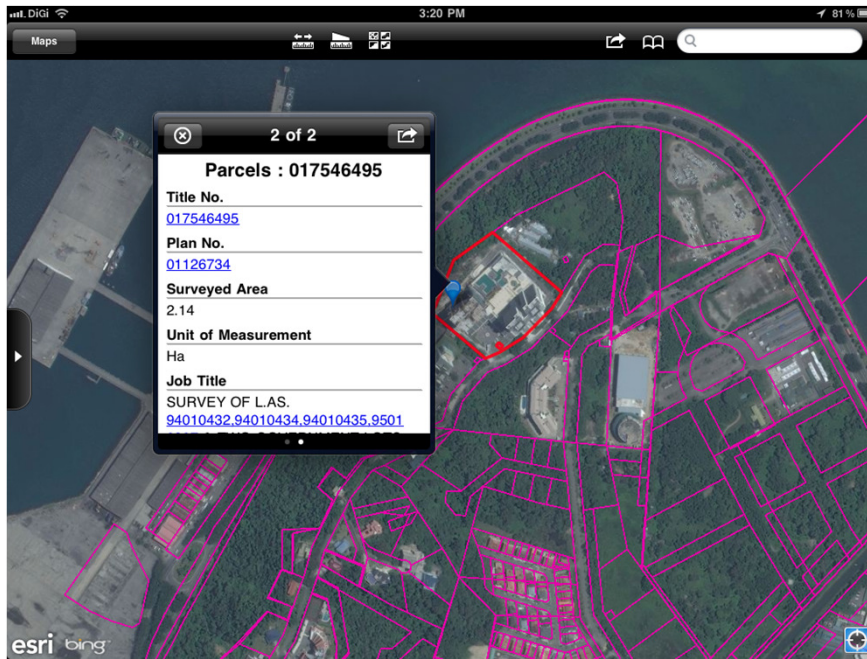 DiGi
3:20 PM
81%
Maps
2 of 2
Parcels : 017546495
Title No.
017546495
Plan No.
01126734
Surveyed Area
2.14
Unit of Measurement
Ha
Job Title
SURVEY OF L.AS.
94010432,94010434,94010435,9501
esri bing